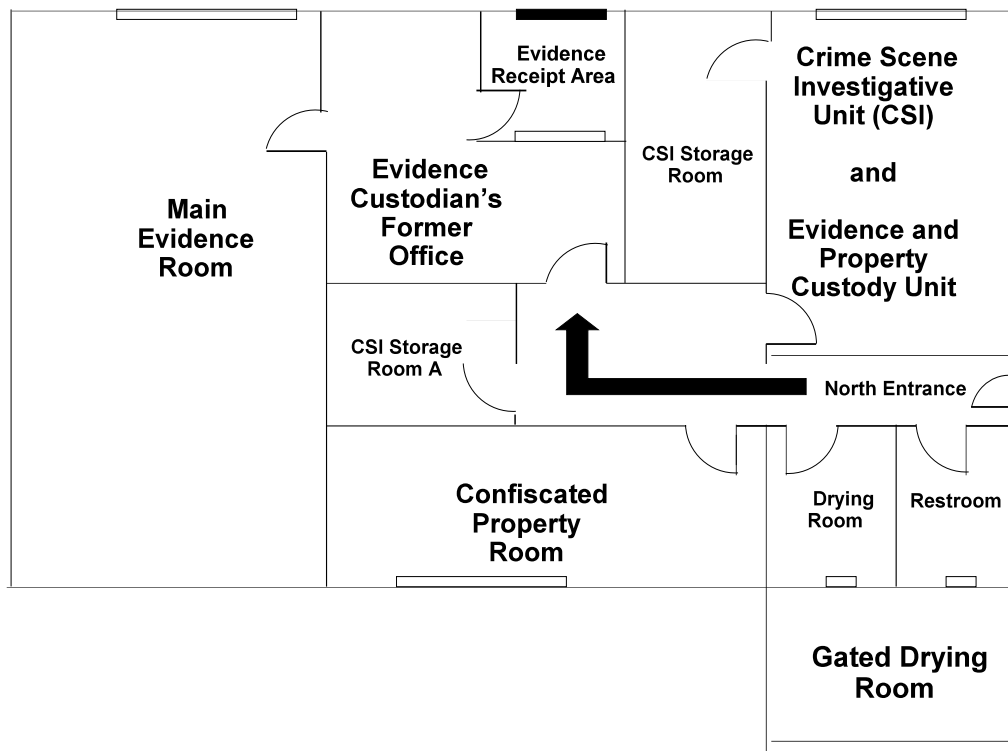 Evidence
Receipt Area
Crime Scene
Investigative
Unit (CSI)
and
Evidence and
Property
Custody Unit
CSI Storage
Room
Evidence
Custodian’s
Former
Office
Main
Evidence
Room
CSI Storage
Room A
North Entrance
Confiscated
Property
Room
Drying
Room
Restroom
Gated Drying
Room